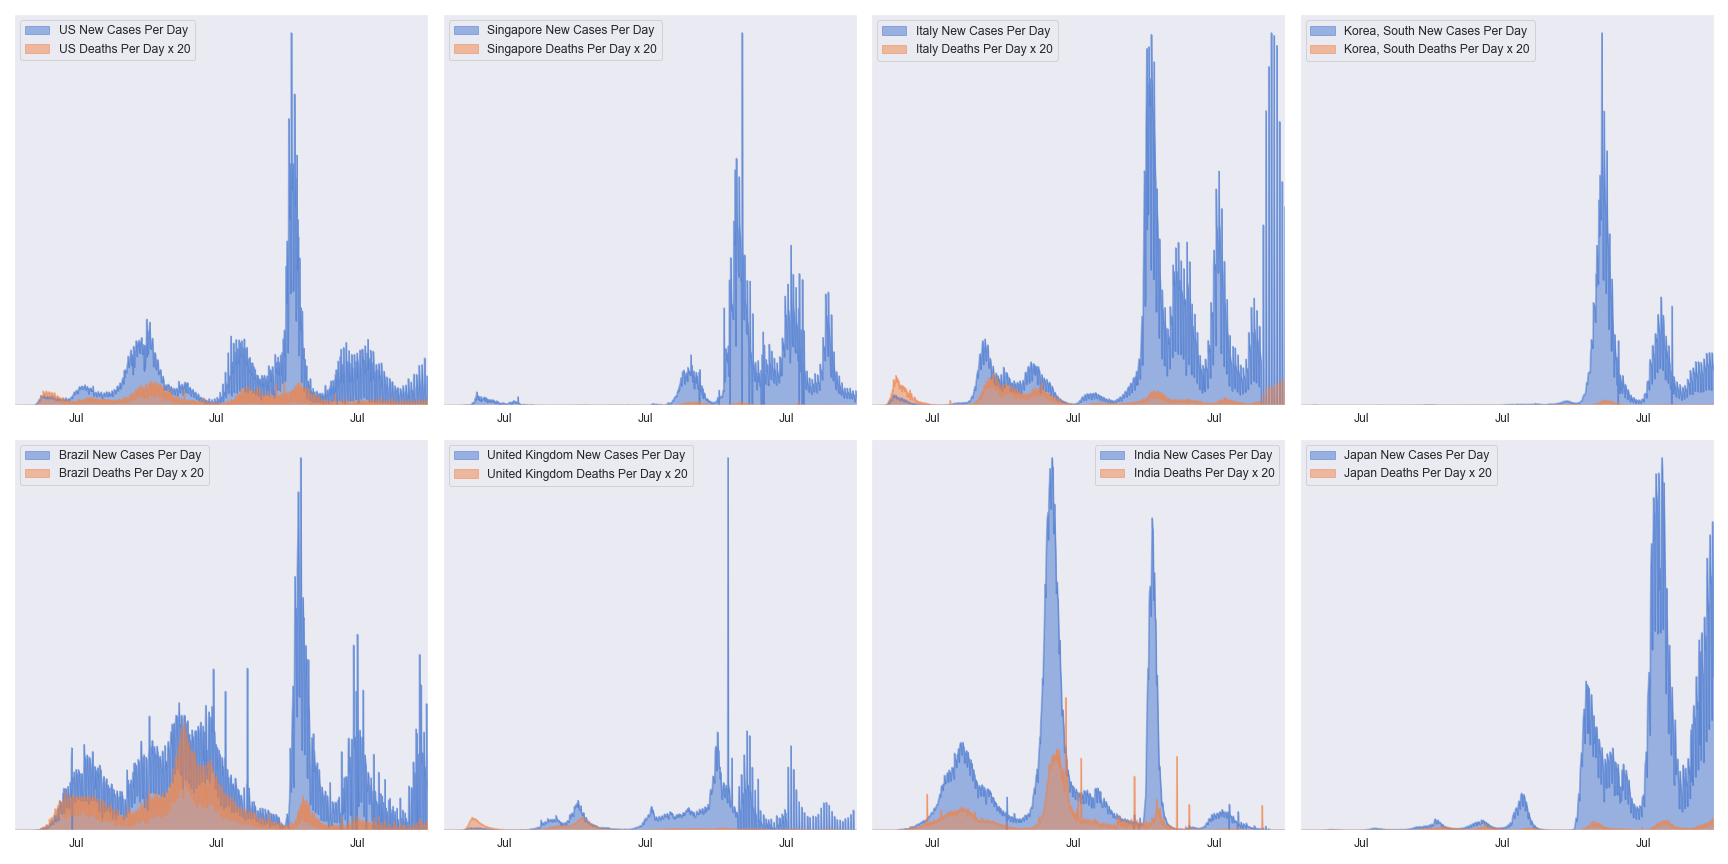 US New Cases Per Day
US Deaths Per Day x 20
Singapore New Cases Per Day
Singapore Deaths Per Day x 20
Italy New Cases Per Day
Italy Deaths Per Day x 20
Korea, South New Cases Per Day
Korea, South Deaths Per Day x 20
Jul Jul Jul
Jul Jul Jul
Jul Jul Jul
Jul Jul Jul
Brazil New Cases Per Day
Brazil Deaths Per Day x 20
United Kingdom New Cases Per Day
United Kingdom Deaths Per Day x 20
India New Cases Per Day
India Deaths Per Day x 20
Japan New Cases Per Day
Japan Deaths Per Day x 20
Jul Jul Jul
Jul Jul Jul
Jul Jul Jul
Jul Jul Jul